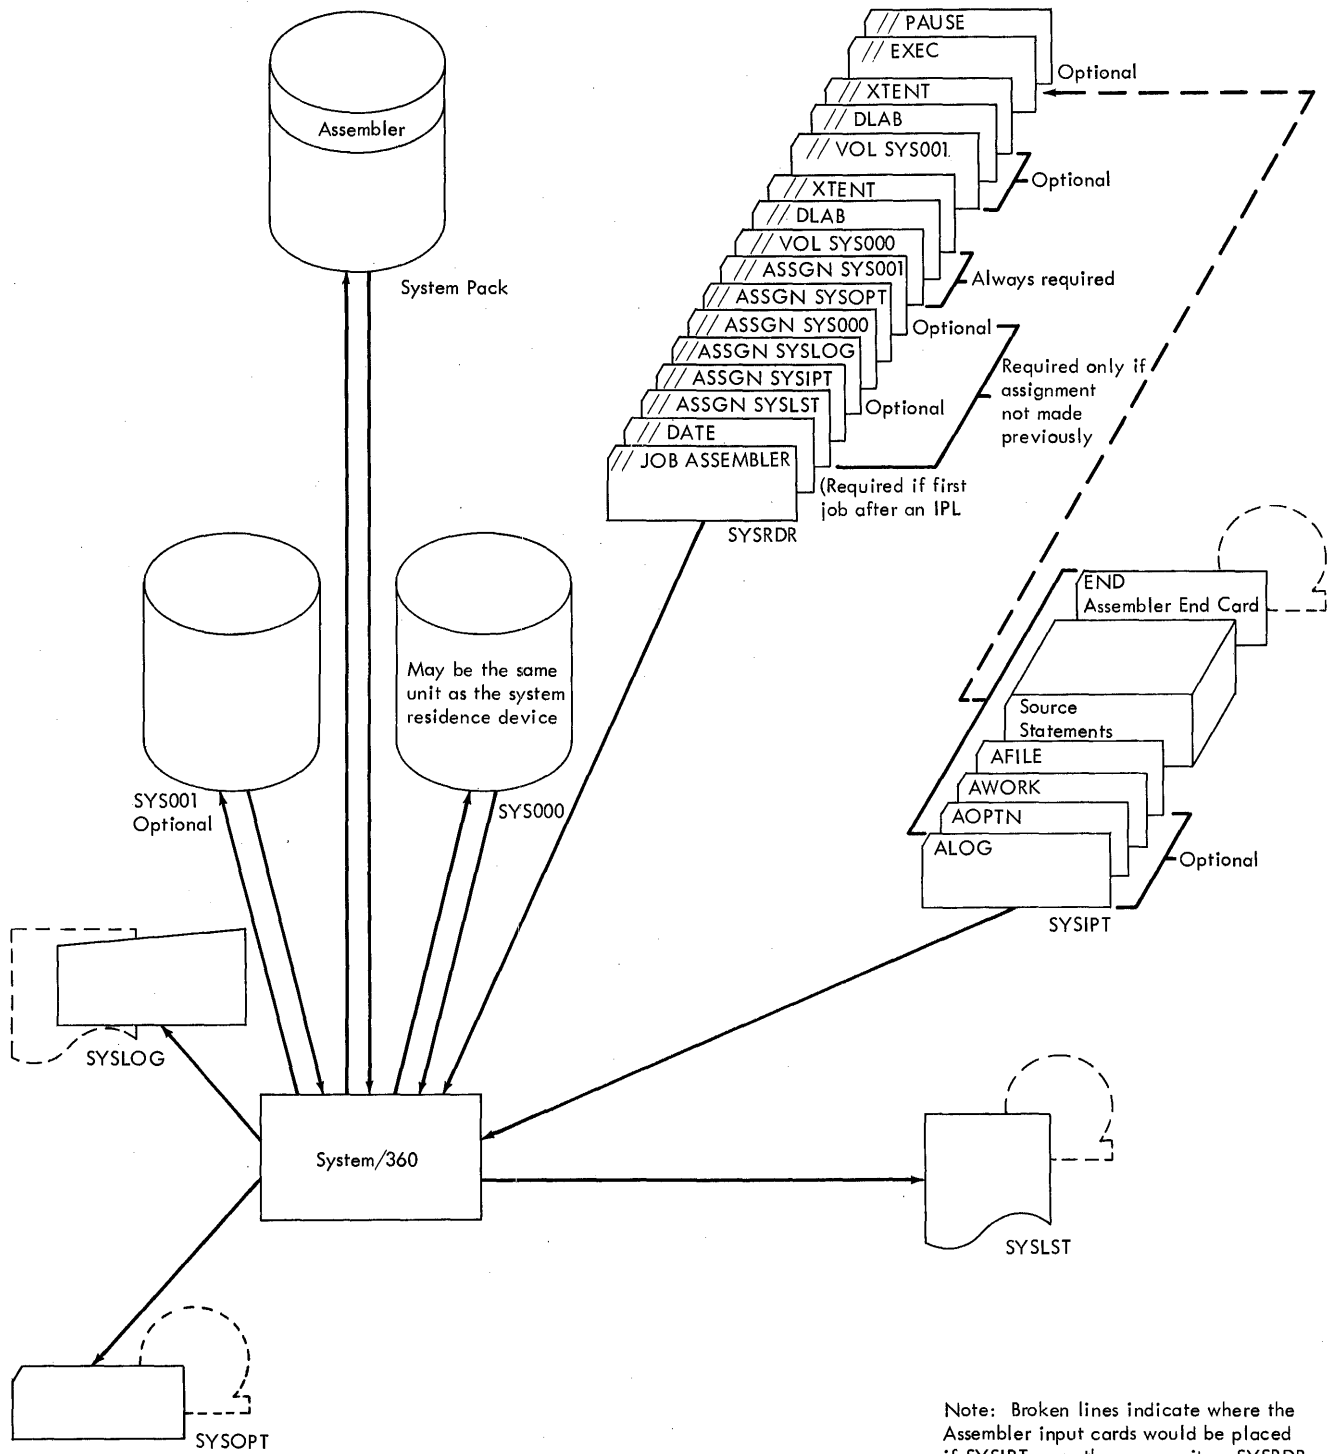 // PAUSE
// EXEC
Optional
// XTENT
// DLAB
// VOL SYS001
Optional
// XTENT
// DLAB
// VOL SYS000
// ASSGN SYS001
Always required
// ASSGN SYSOPT
// ASSGN SYS000
Optional
// ASSGN SYSLOG
// ASSGN SYSIPT
// ASSGN SYSLST
Optional
Required only if
assignment
not made
previously
// DATE
// JOB ASSEMBLER
(Required if first
job after an IPL
SYSRDR
Assembler
System Pack
May be the same
unit as the system
residence device
SYS001
Optional
SYS000
END
Assembler End Card
Source
Statements
AFILE
AWORK
AOPTN
ALOG
Optional
SYSIPT
SYSLOG
System/360
SYSLST
SYSOPT
Note: Broken lines indicate where the
Assembler input cards would be placed
if SYSIPT